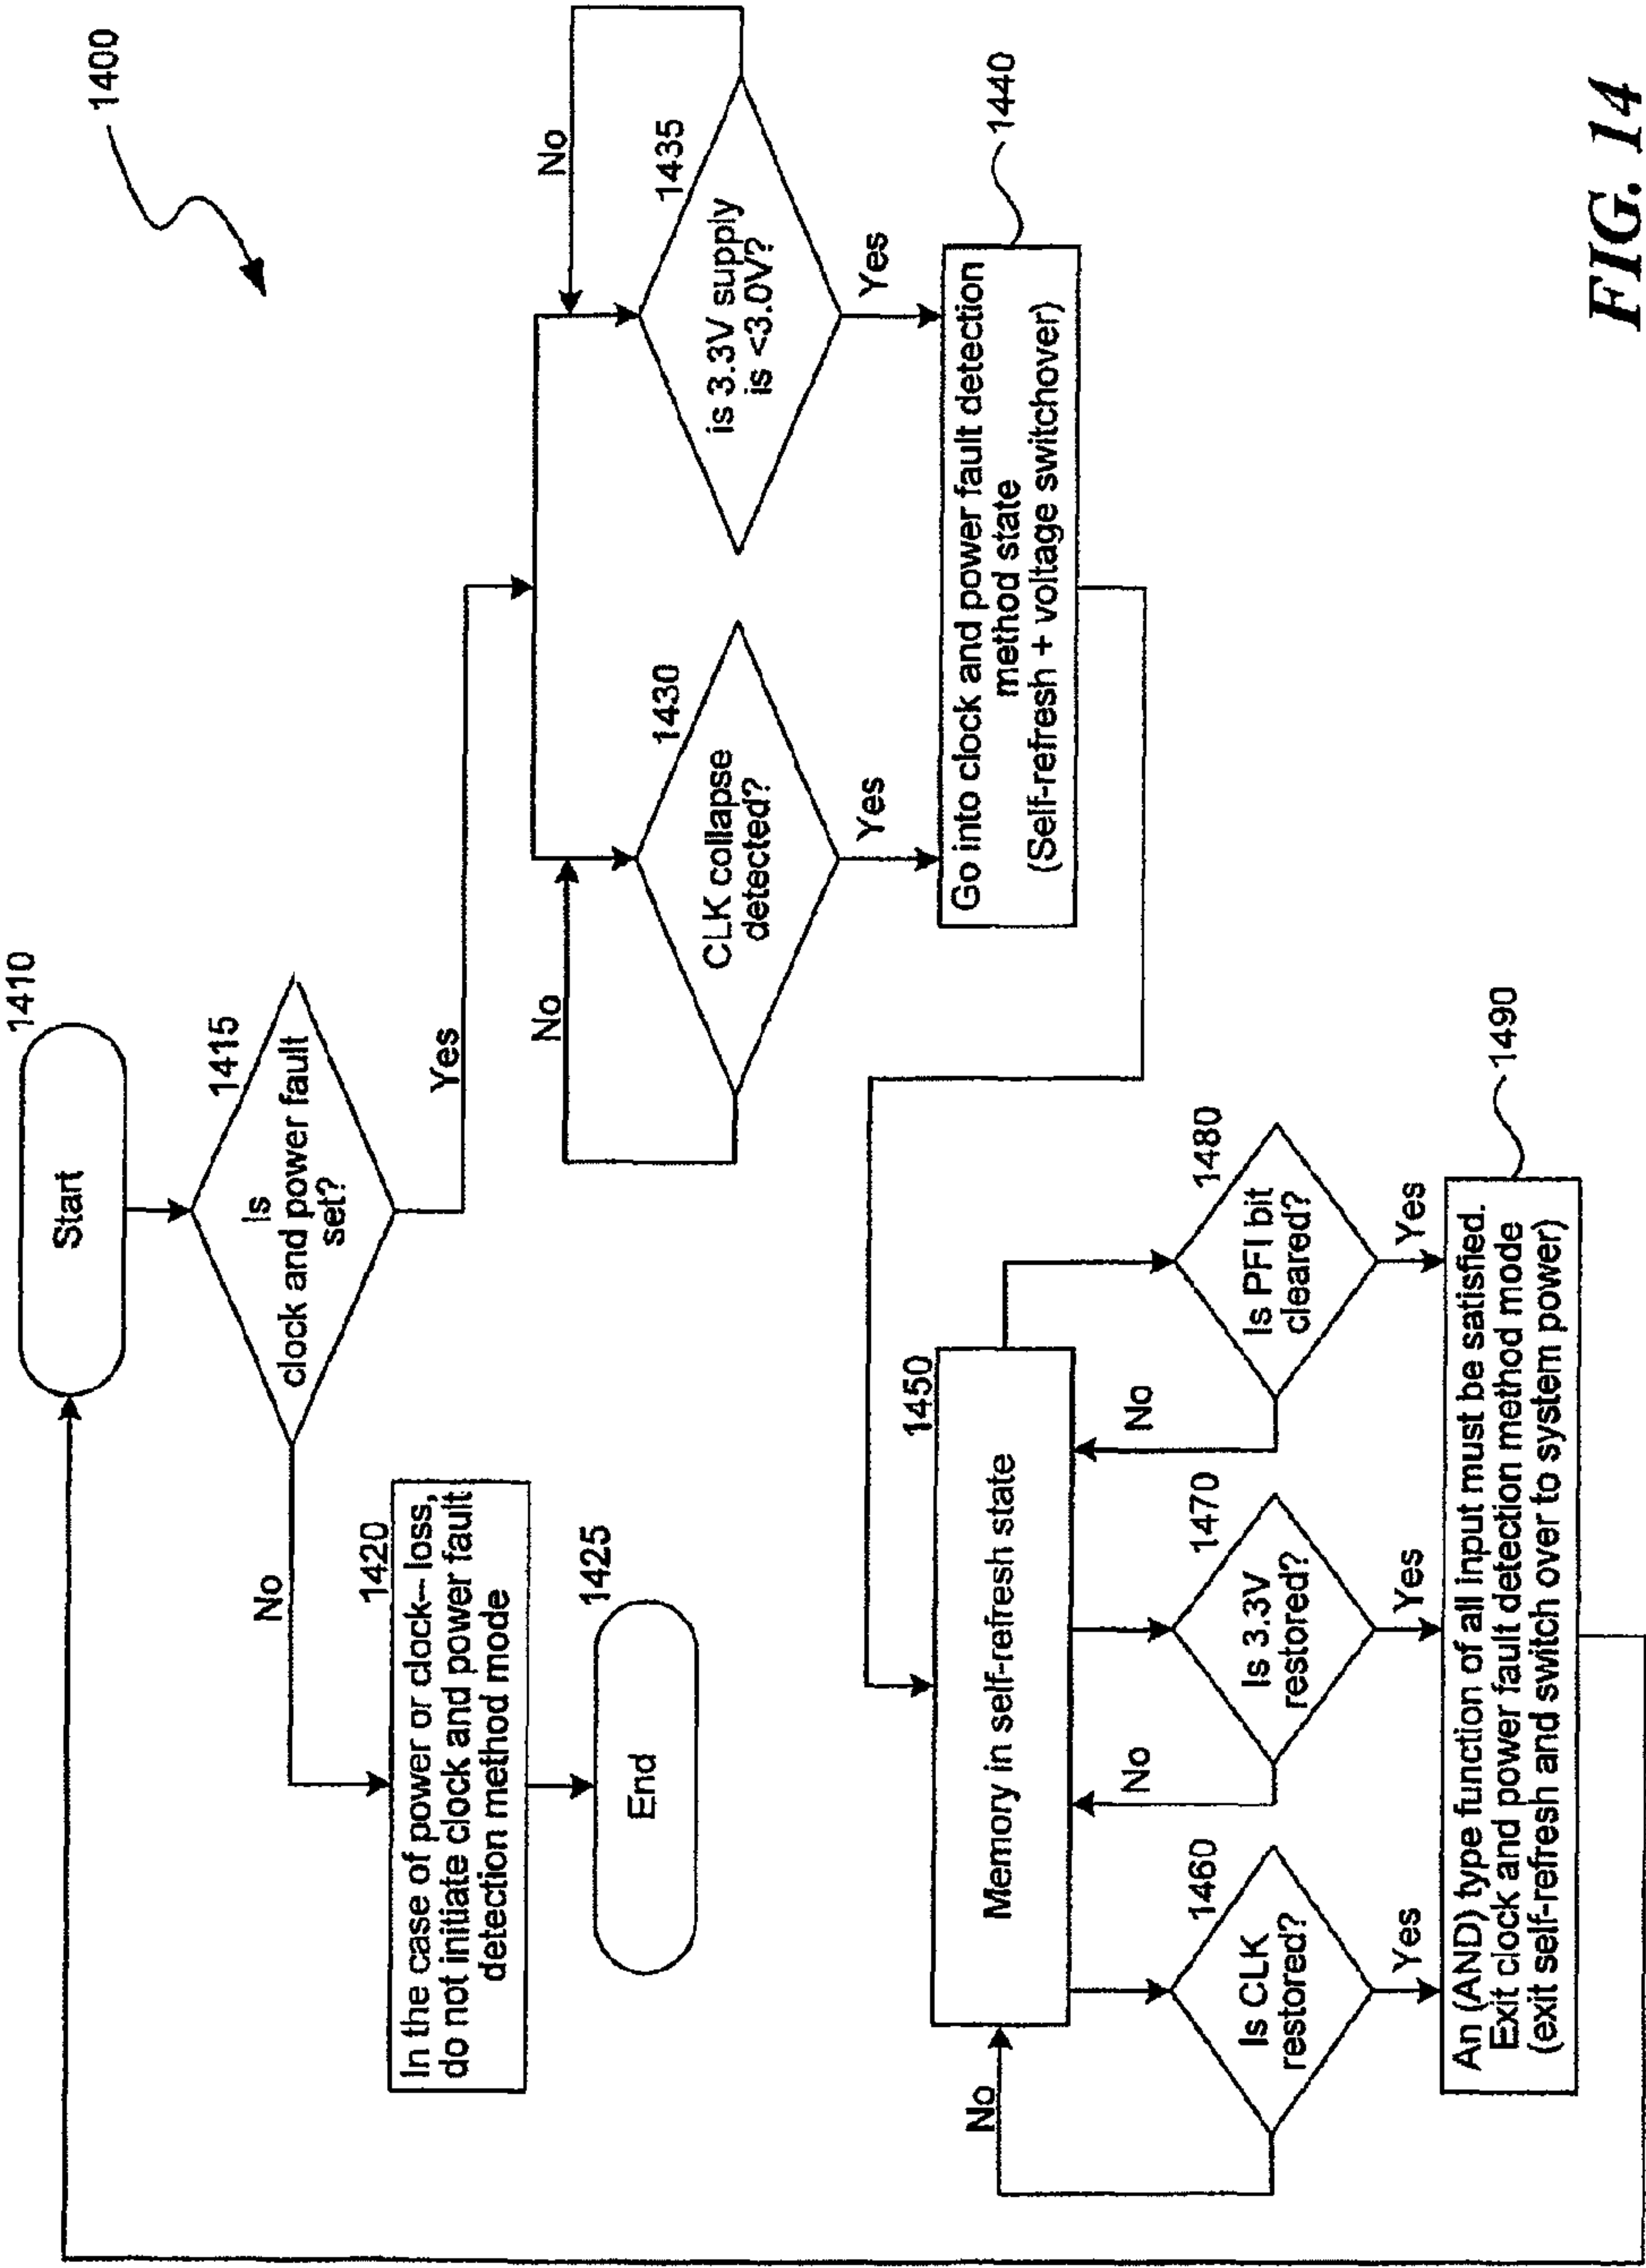 1400
1410
Start
1415
Is
clock and power fault
set?
No
Yes
1420
In the case of power or clock--loss,
do not initiate clock and power fault
detection method mode
1425
End
1430
CLK collapse
detected?
No
Yes
1435
is 3.3V supply
is <3.0V?
No
Yes
1440
Go into clock and power fault detection
method state
(Self-refresh + voltage switchover)
1450
Memory in self-refresh state
1460
Is CLK
restored?
No
Yes
1470
Is 3.3V
restored?
No
Yes
1480
Is PFI bit
cleared?
No
Yes
1490
An (AND) type function of all input must be satisfied.
Exit clock and power fault detection method mode
(exit self-refresh and switch over to system power)
FIG. 14